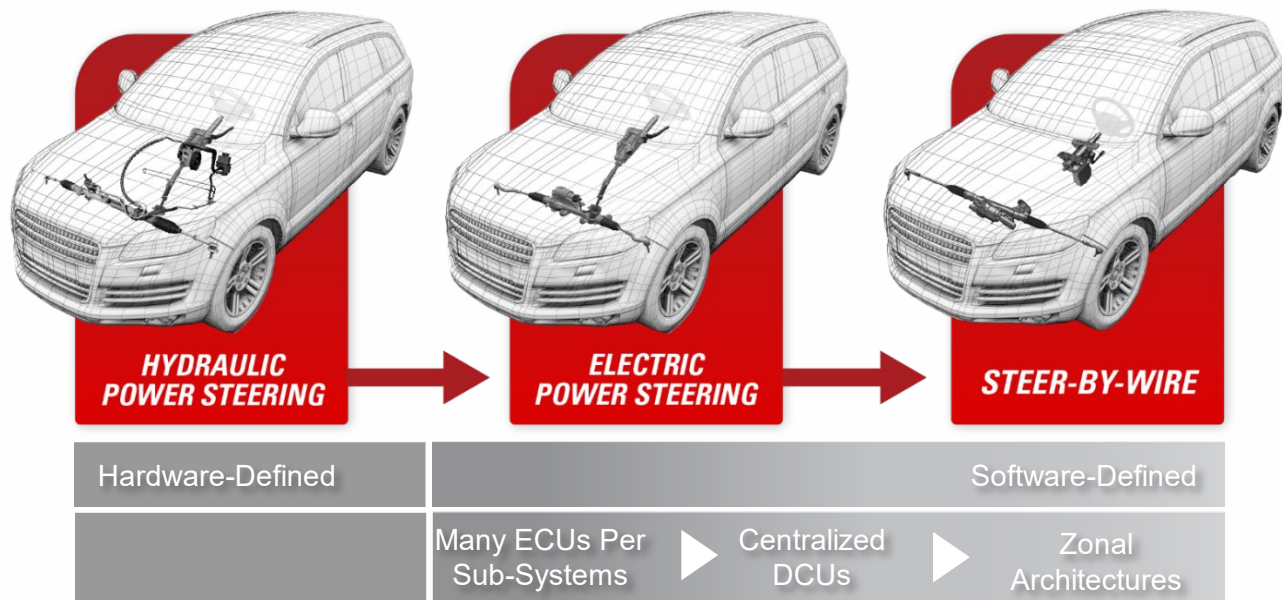 HYDRAULIC
POWER STEERING
ELECTRIC
POWER STEERING
STEER-BY-WIRE
Hardware-Defined
Software-Defined
Many ECUs Per
Sub-Systems
Centralized
DCUs
Zonal
Architectures